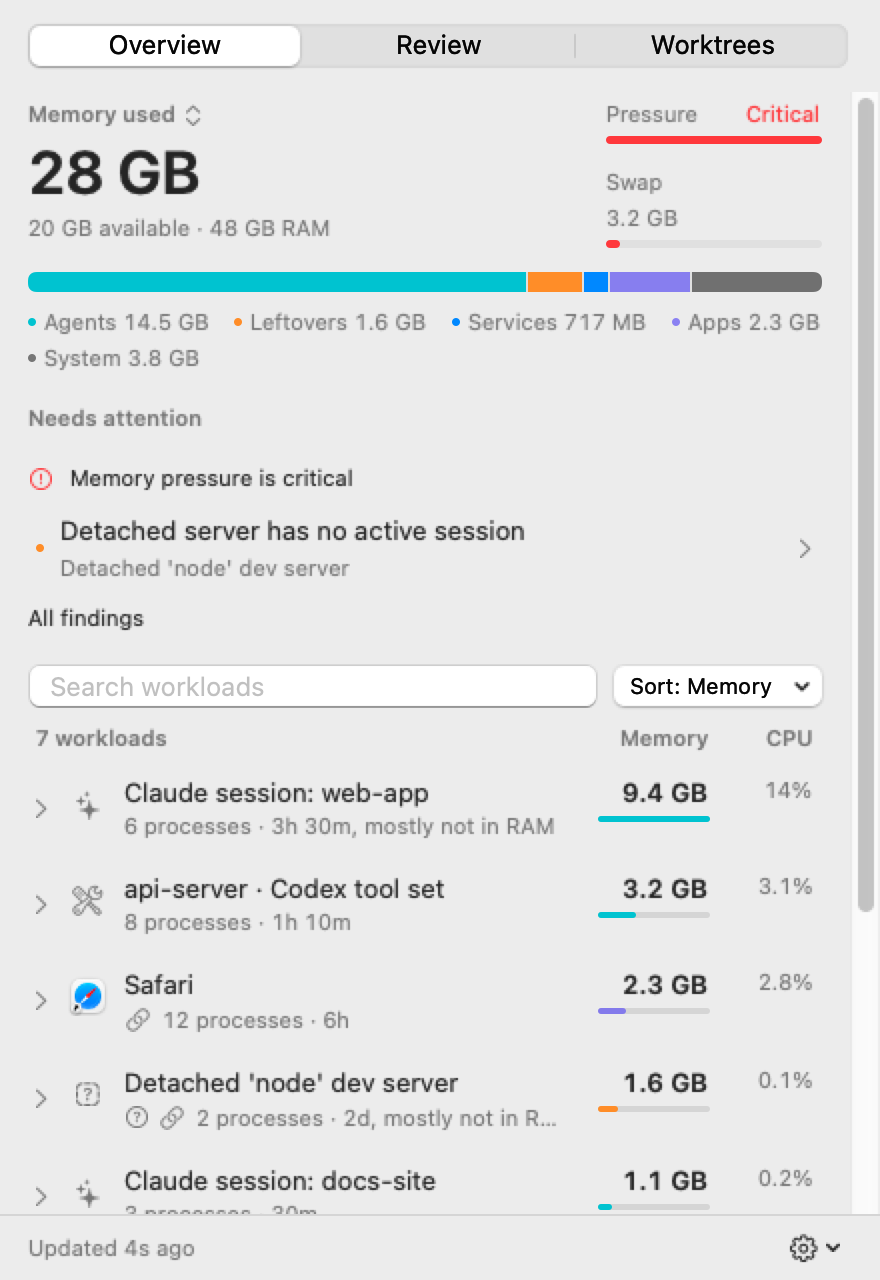 Overview Review Worktrees
Memory used
28 GB
20 GB available · 48 GB RAM
Pressure Critical
Swap
3.2 GB
Agents 14.5 GB Leftovers 1.6 GB Services 717 MB Apps 2.3 GB
System 3.8 GB
Needs attention
Memory pressure is critical
Detached server has no active session
Detached 'node' dev server
All findings
Search workloads Sort: Memory
7 workloads Memory CPU
Claude session: web-app 9.4 GB 14%
6 processes · 3h 30m, mostly not in RAM
api-server · Codex tool set 3.2 GB 3.1%
8 processes · 1h 10m
Safari 2.3 GB 2.8%
12 processes · 6h
Detached 'node' dev server 1.6 GB 0.1%
2 processes · 2d, mostly not in R…
Claude session: docs-site 1.1 GB 0.2%
3 processes · 30m
Updated 4s ago